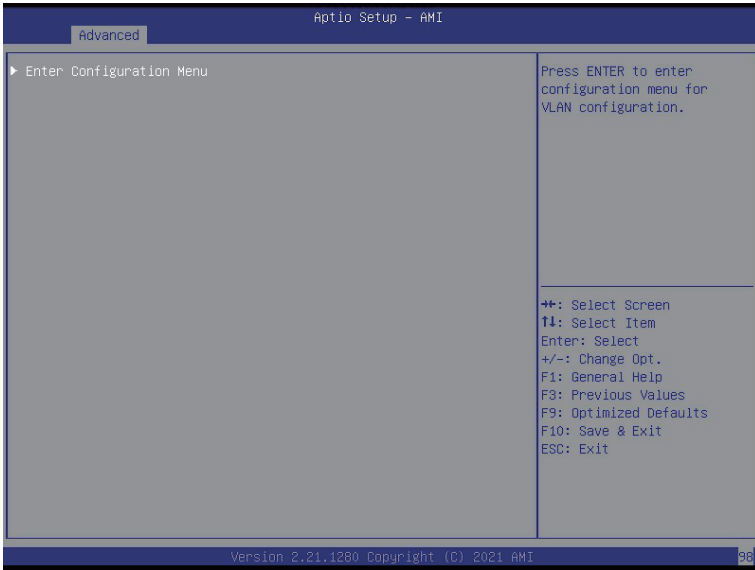 Aptio Setup – AMI
Advanced
▶ Enter Configuration Menu
Press ENTER to enter
configuration menu for
VLAN configuration.
→←: Select Screen
↑↓: Select Item
Enter: Select
+/-: Change Opt.
F1: General Help
F3: Previous Values
F9: Optimized Defaults
F10: Save & Exit
ESC: Exit
Version 2.21.1280 Copyright (C) 2021 AMI
98